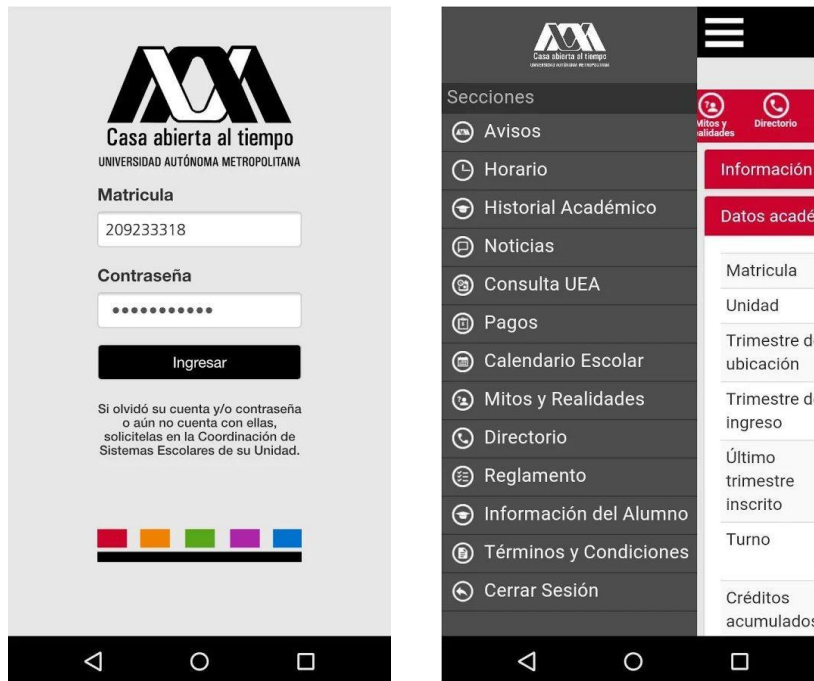 Casa abierta al tiempo
UNIVERSIDAD AUTÓNOMA METROPOLITANA
Matricula
209233318
Contraseña
Ingresar
Si olvidó su cuenta y/o contraseña
o aún no cuenta con ellas,
solicitelas en la Coordinación de
Sistemas Escolares de su Unidad.
Casa abierta al tiempo
UNIVERSIDAD AUTÓNOMA METROPOLITANA
Secciones
Avisos
Horario
Historial Académico
Noticias
Consulta UEA
Pagos
Calendario Escolar
Mitos y Realidades
Directorio
Reglamento
Información del Alumno
Términos y Condiciones
Cerrar Sesión
Mitos y
alidades
Directorio
Información
Datos acadé
Matricula
Unidad
Trimestre de
ubicación
Trimestre de
ingreso
Último
trimestre
inscrito
Turno
Créditos
acumulados